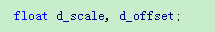 float d_scale, d_offset;